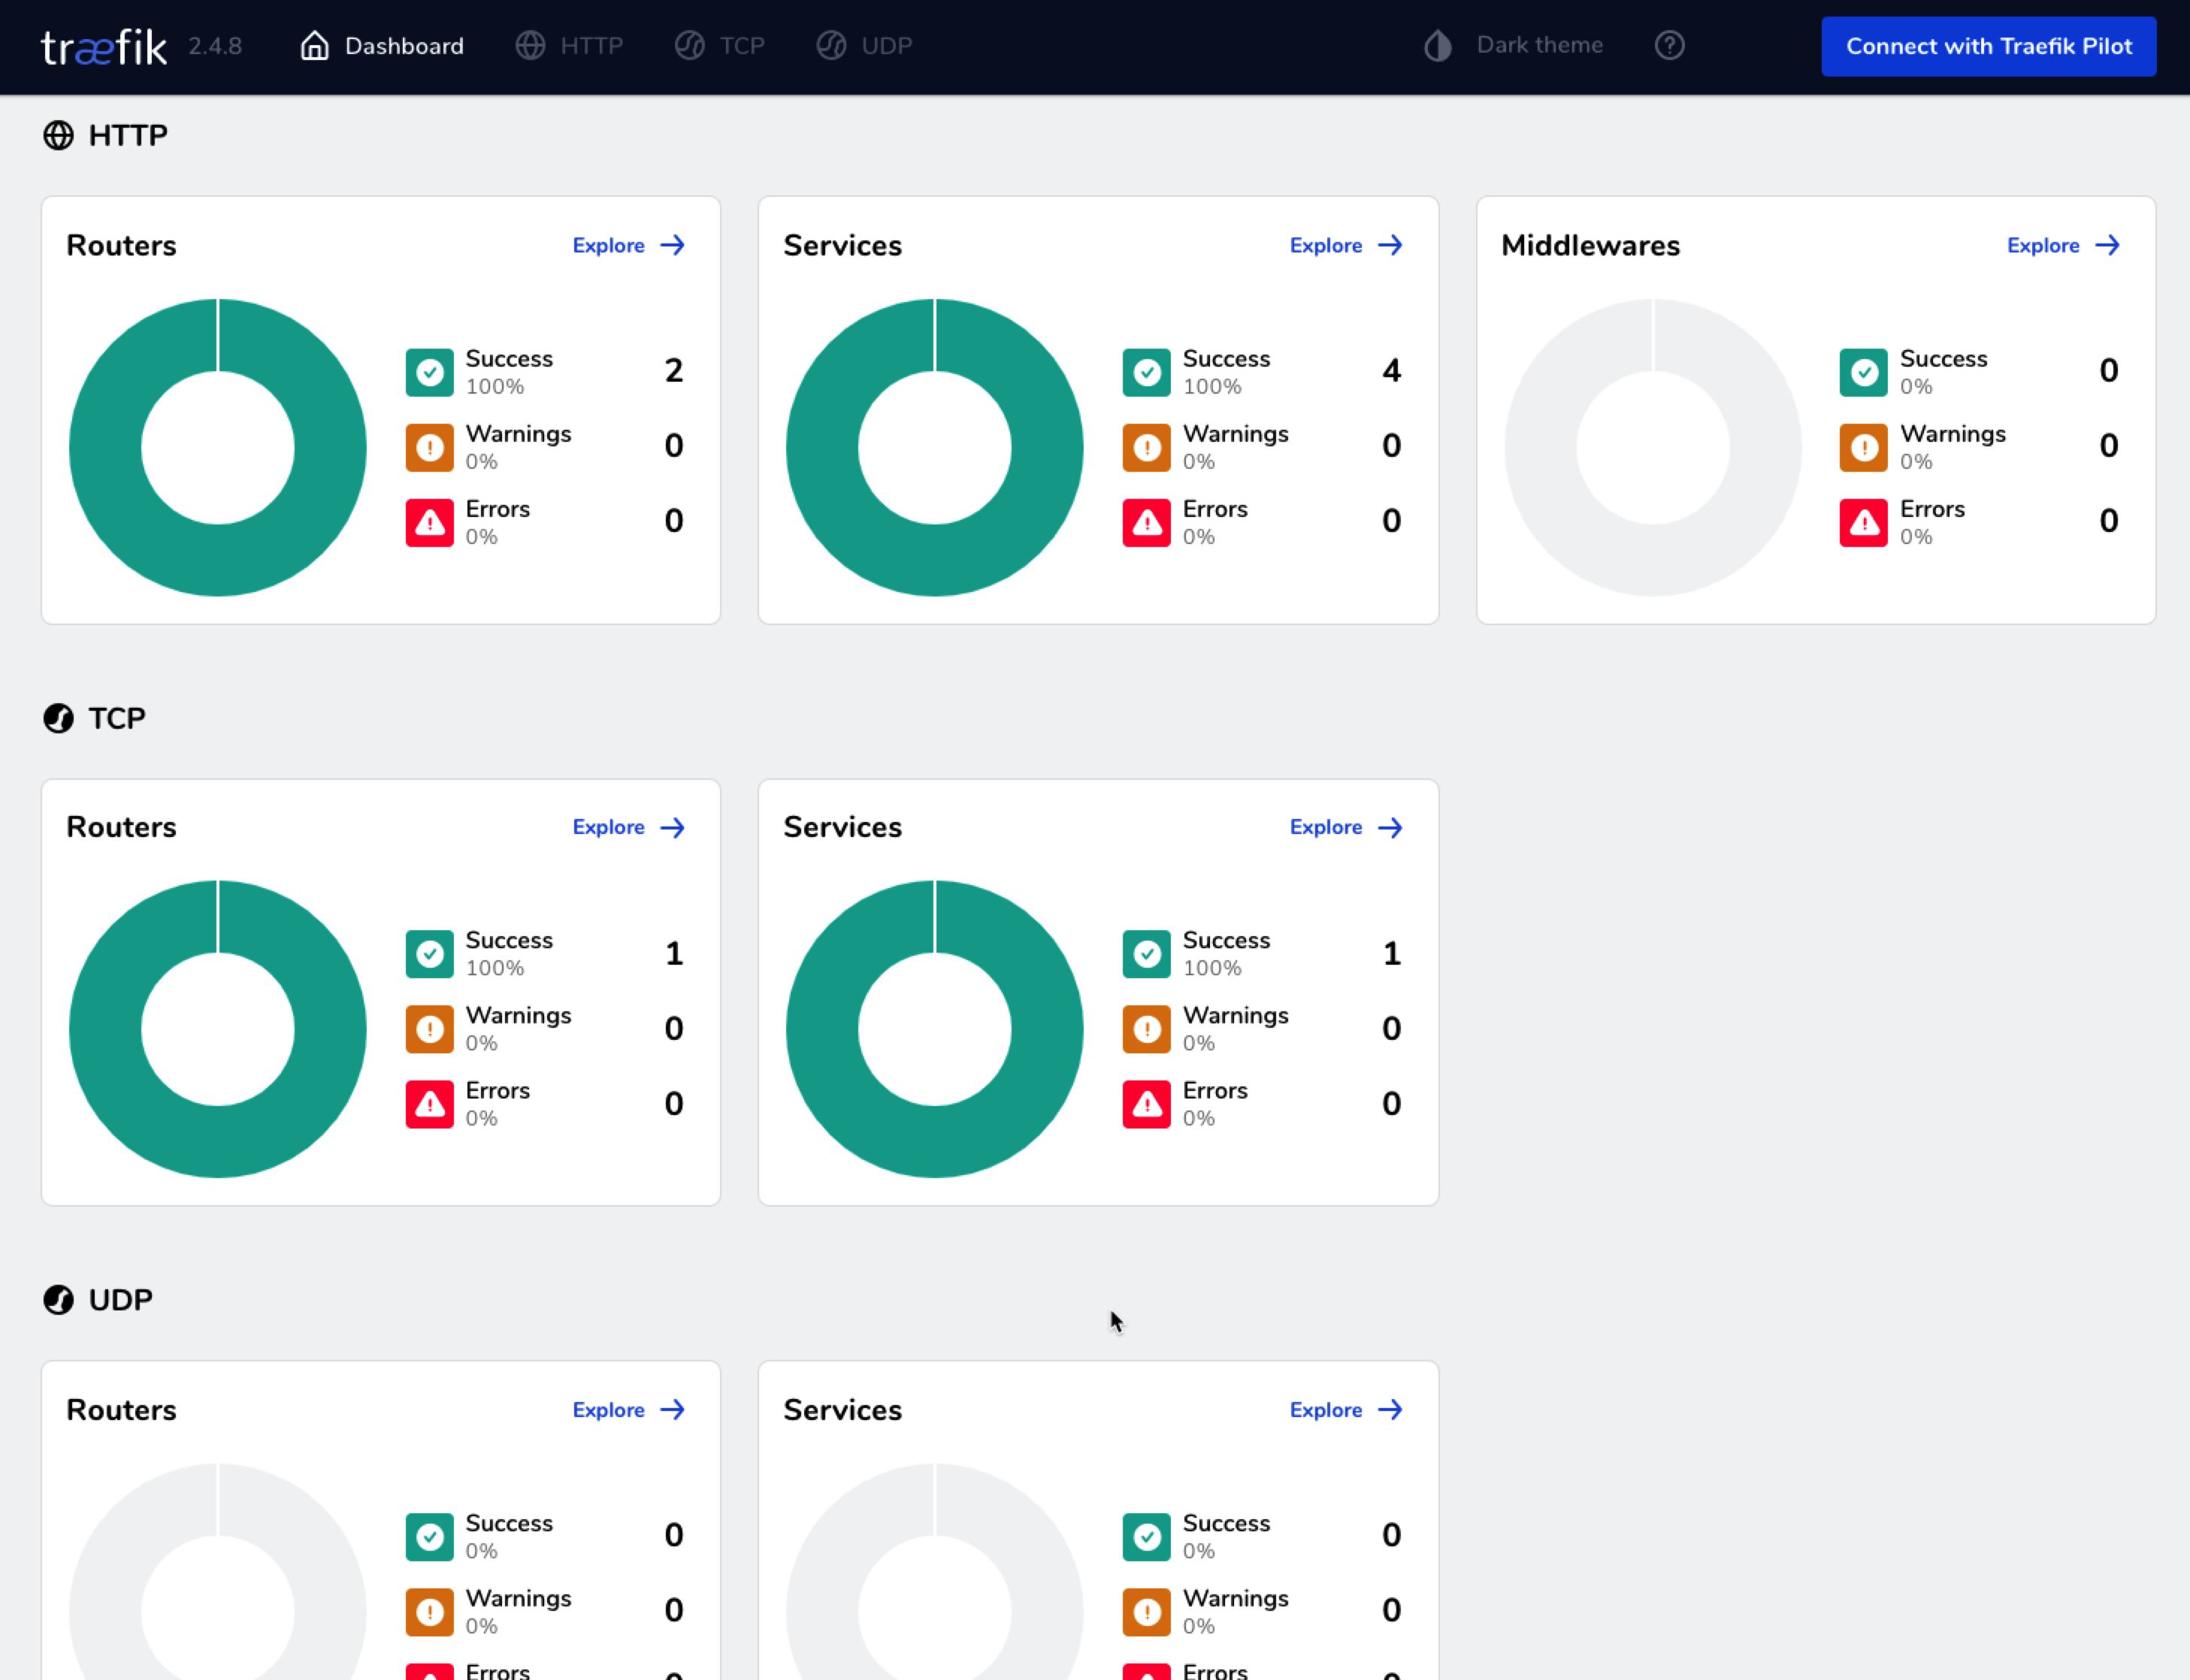 træfik 2.4.8 Dashboard HTTP TCP UDP Dark theme Connect with Traefik Pilot
HTTP
Routers Explore
Success 2
100%
Warnings 0
0%
Errors 0
0%
Services Explore
Success 4
100%
Warnings 0
0%
Errors 0
0%
Middlewares Explore
Success 0
0%
Warnings 0
0%
Errors 0
0%
TCP
Routers Explore
Success 1
100%
Warnings 0
0%
Errors 0
0%
Services Explore
Success 1
100%
Warnings 0
0%
Errors 0
0%
UDP
Routers Explore
Success 0
0%
Warnings 0
0%
Errors
Services Explore
Success 0
0%
Warnings 0
0%
Errors